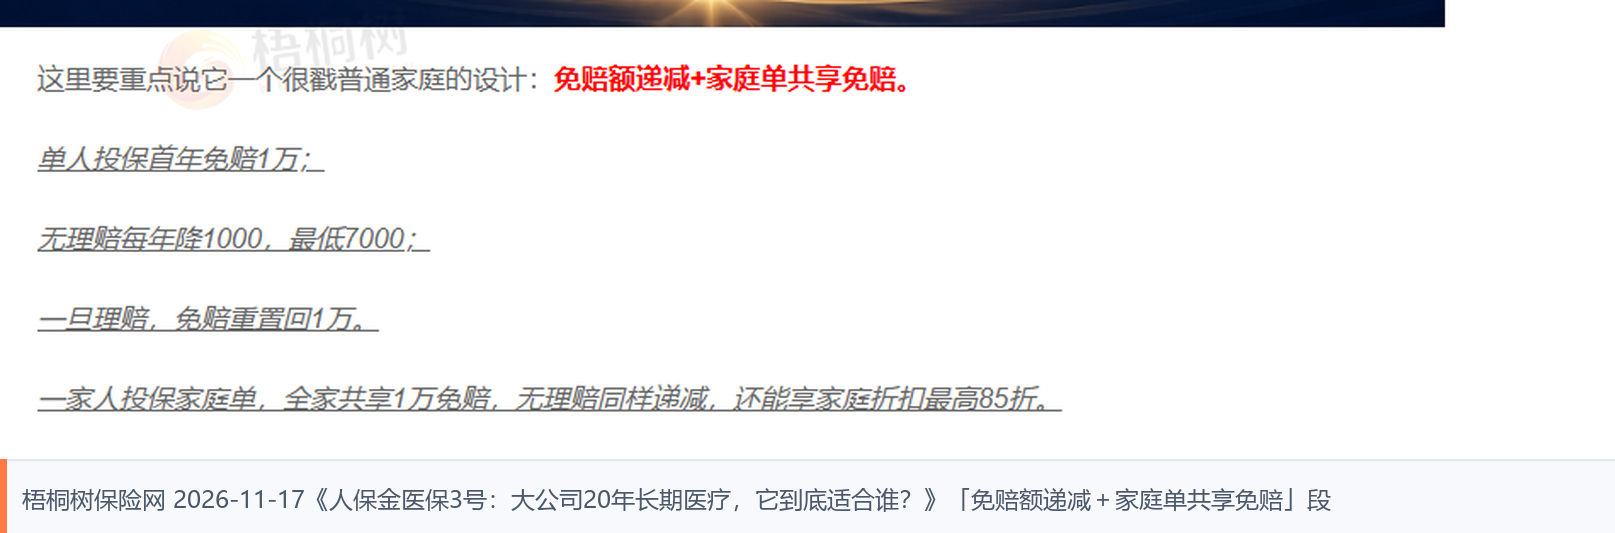 梧桐树
这里要重点说它一个很戳普通家庭的设计：免赔额递减+家庭单共享免赔。
单人投保首年免赔1万；
无理赔每年降1000，最低7000；
一旦理赔，免赔重置回1万。
一家人投保家庭单，全家共享1万免赔，无理赔同样递减，还能享家庭折扣最高85折。
梧桐树保险网 2026-11-17《人保金医保3号：大公司20年长期医疗，它到底适合谁？》「免赔额递减＋家庭单共享免赔」段